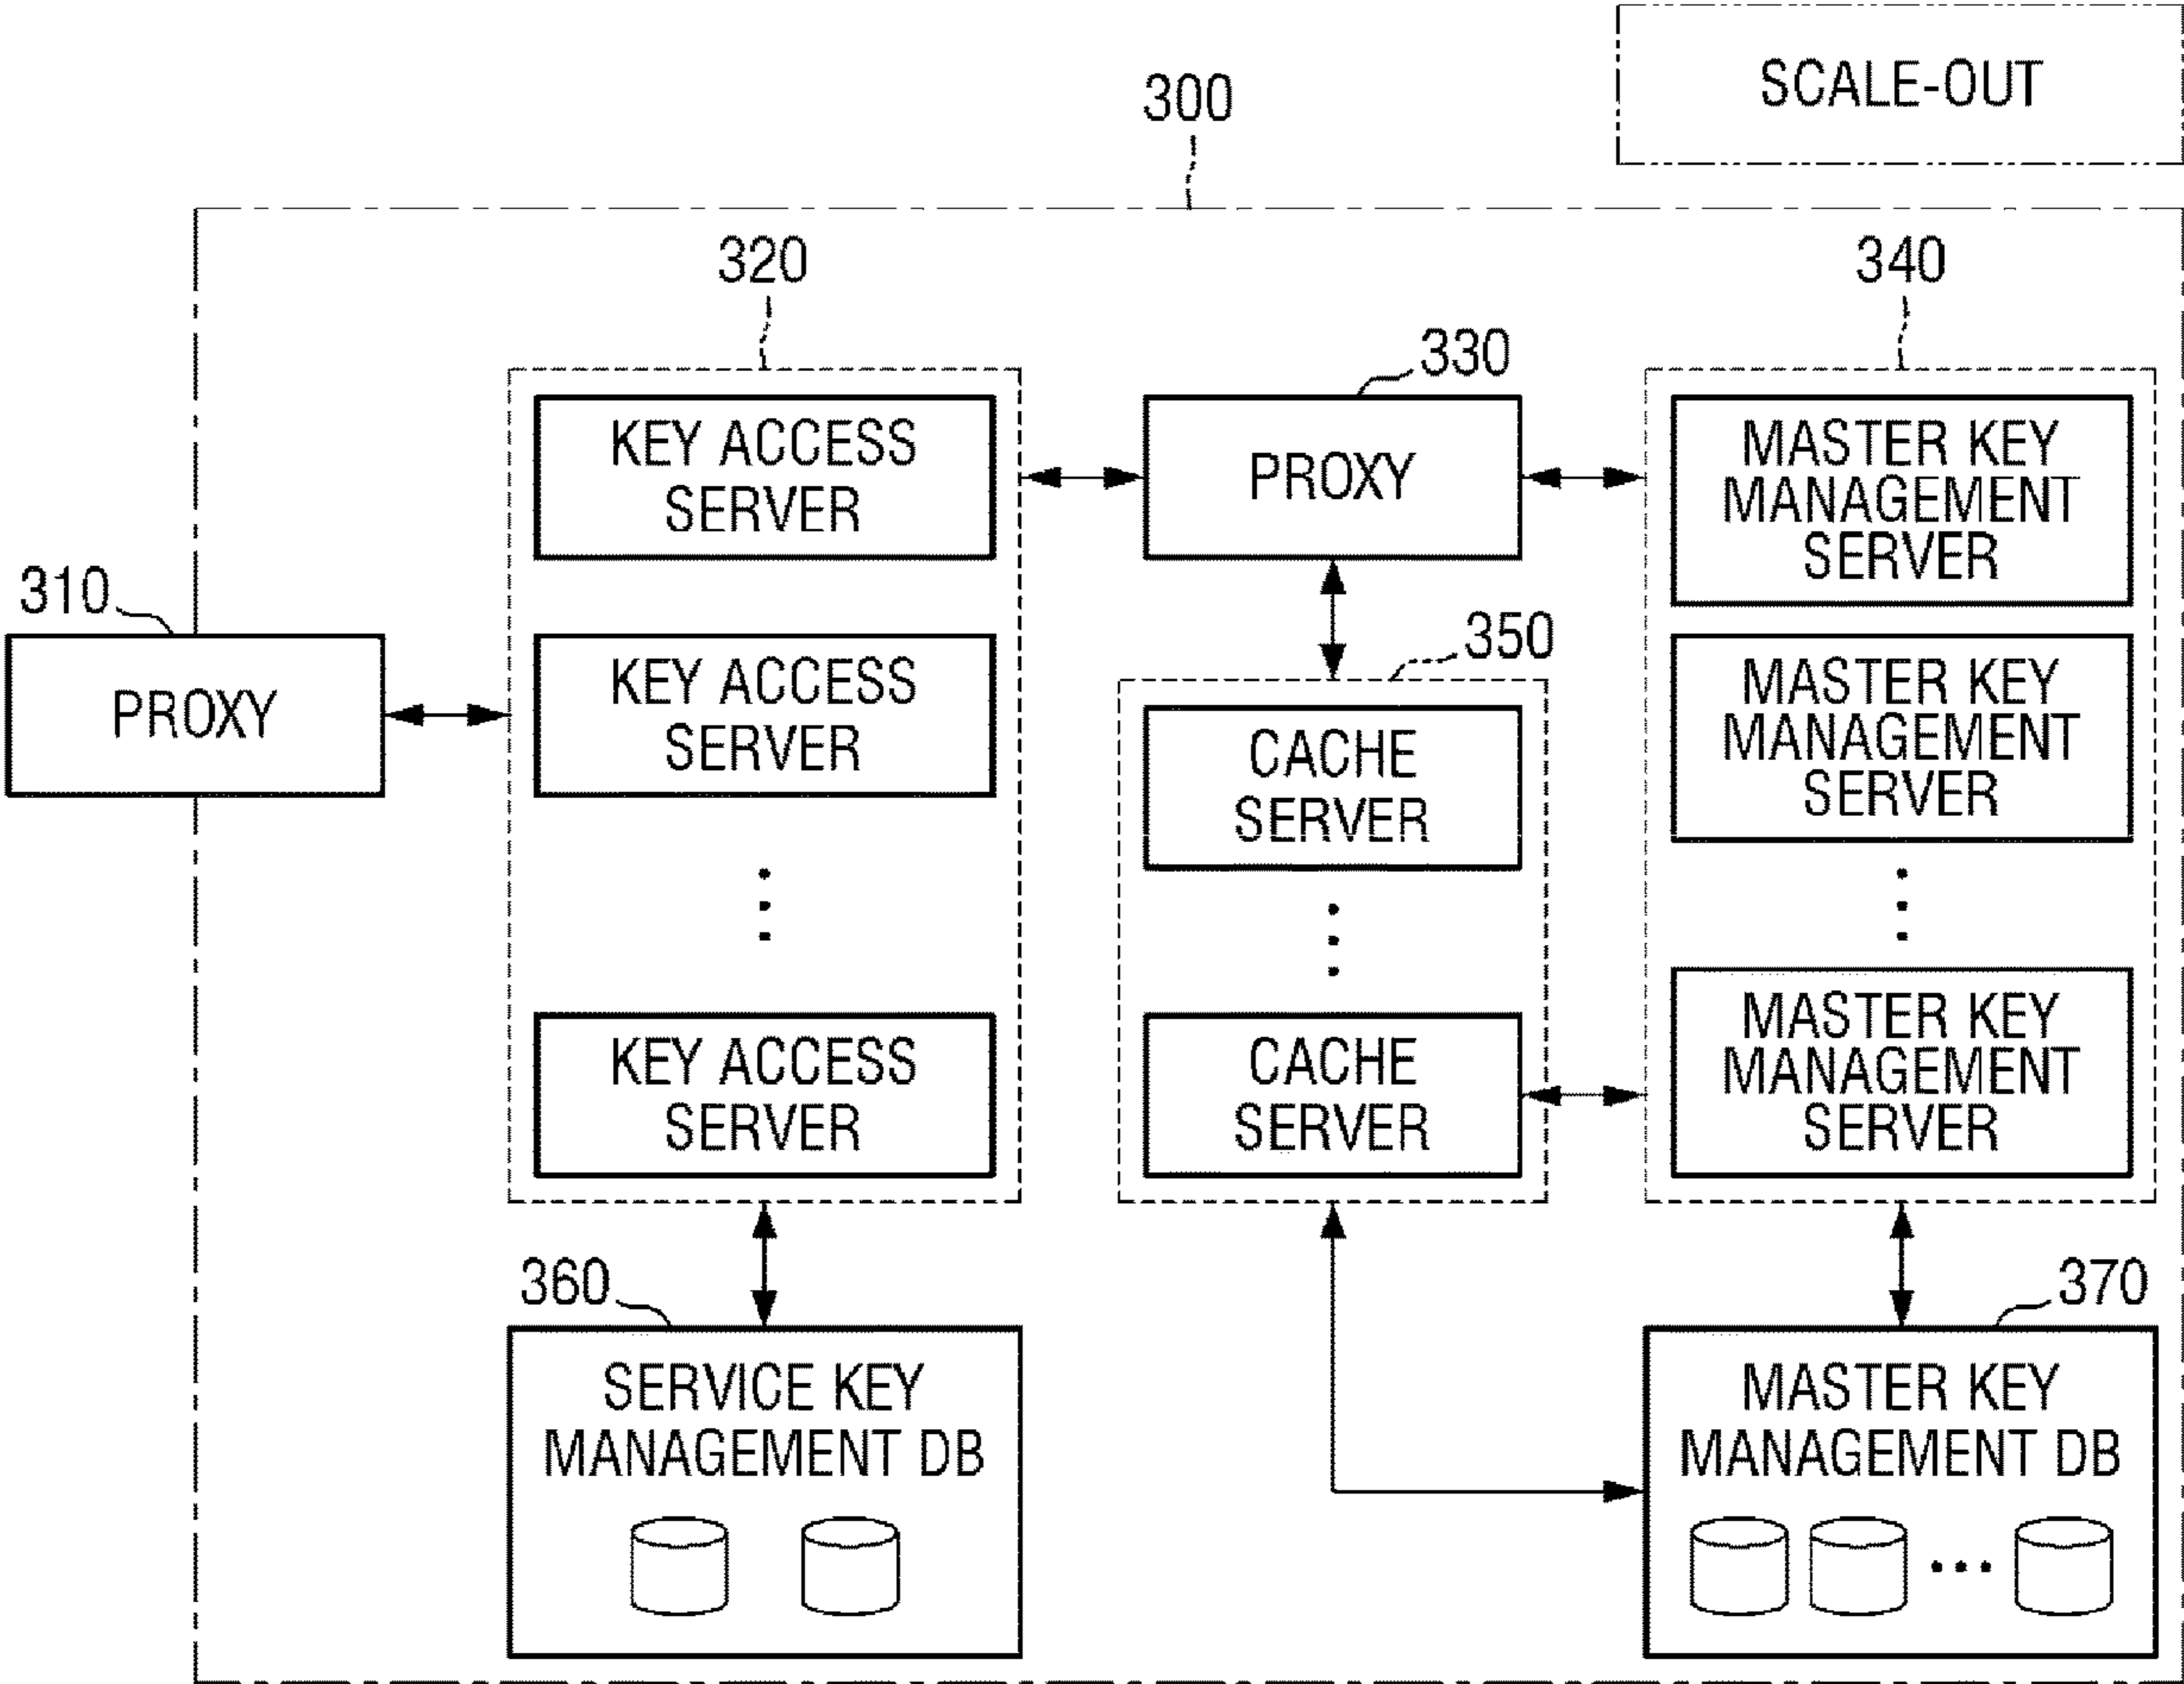 SCALE-OUT
300
320
340
330
KEY ACCESS
SERVER
PROXY
MASTER KEY
MANAGEMENT
SERVER
310
PROXY
KEY ACCESS
SERVER
350
CACHE
SERVER
MASTER KEY
MANAGEMENT
SERVER
KEY ACCESS
SERVER
CACHE
SERVER
MASTER KEY
MANAGEMENT
SERVER
360
SERVICE KEY
MANAGEMENT DB
370
MASTER KEY
MANAGEMENT DB